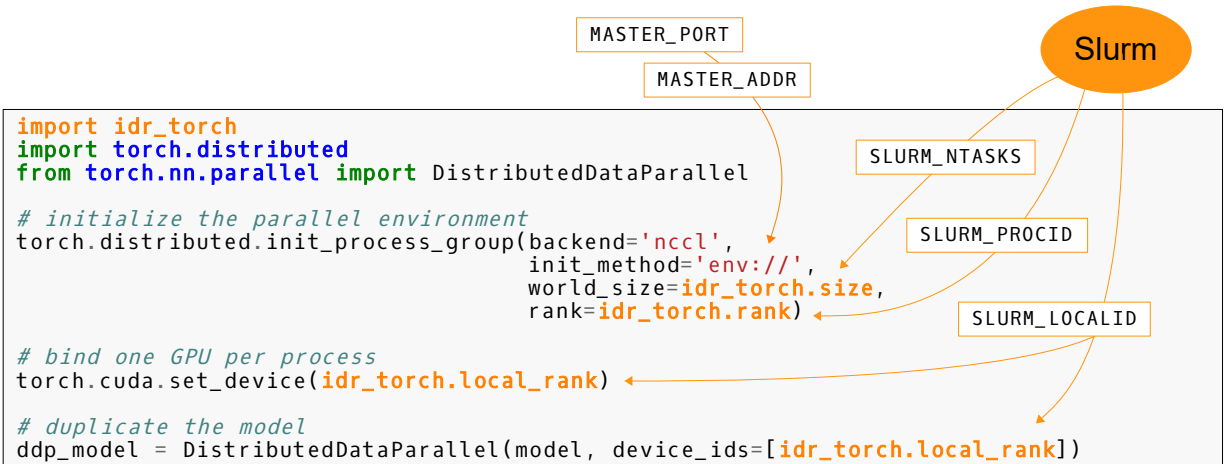 MASTER_PORT
Slurm
MASTER_ADDR
import idr_torch
import torch.distributed
from torch.nn.parallel import DistributedDataParallel
SLURM_NTASKS
# initialize the parallel environment
torch.distributed.init_process_group(backend='nccl',
SLURM_PROCID
init_method='env://',
world_size=idr_torch.size,
rank=idr_torch.rank)
SLURM_LOCALID
# bind one GPU per process
torch.cuda.set_device(idr_torch.local_rank)
# duplicate the model
ddp_model = DistributedDataParallel(model, device_ids=[idr_torch.local_rank])